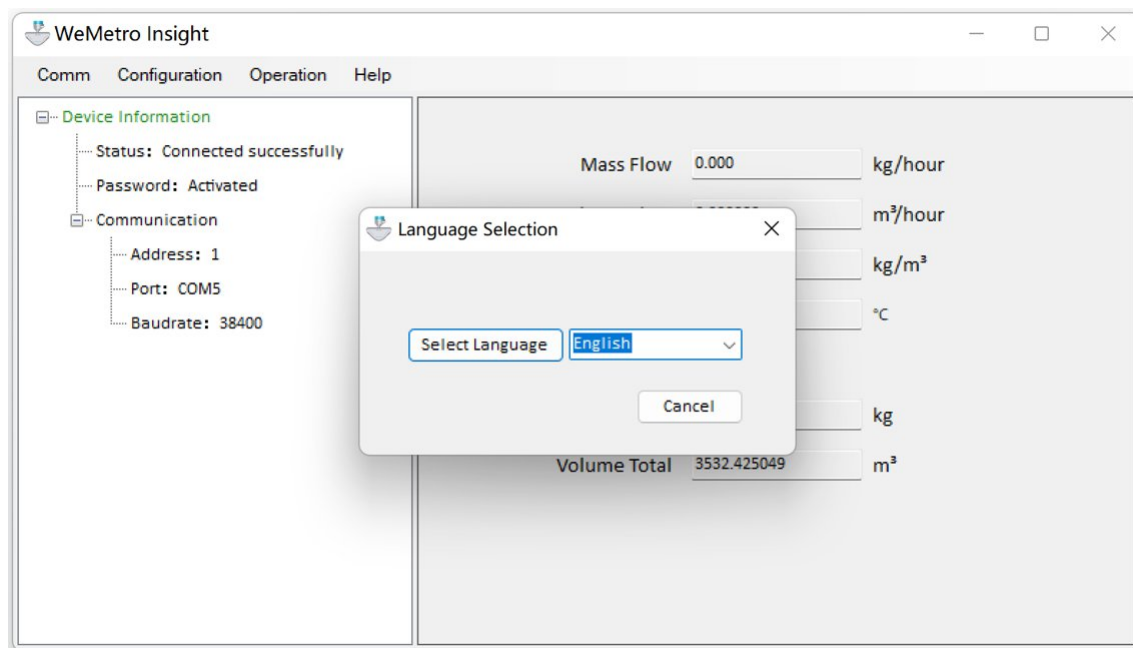 WeMetro Insight
Comm Configuration Operation Help
Device Information
Status: Connected successfully
Password: Activated
Communication
Address: 1
Port: COM5
Baudrate: 38400
Mass Flow 0.000 kg/hour
m³/hour
kg/m³
°C
kg
Volume Total 3532.425049 m³
Language Selection
Select Language English
Cancel